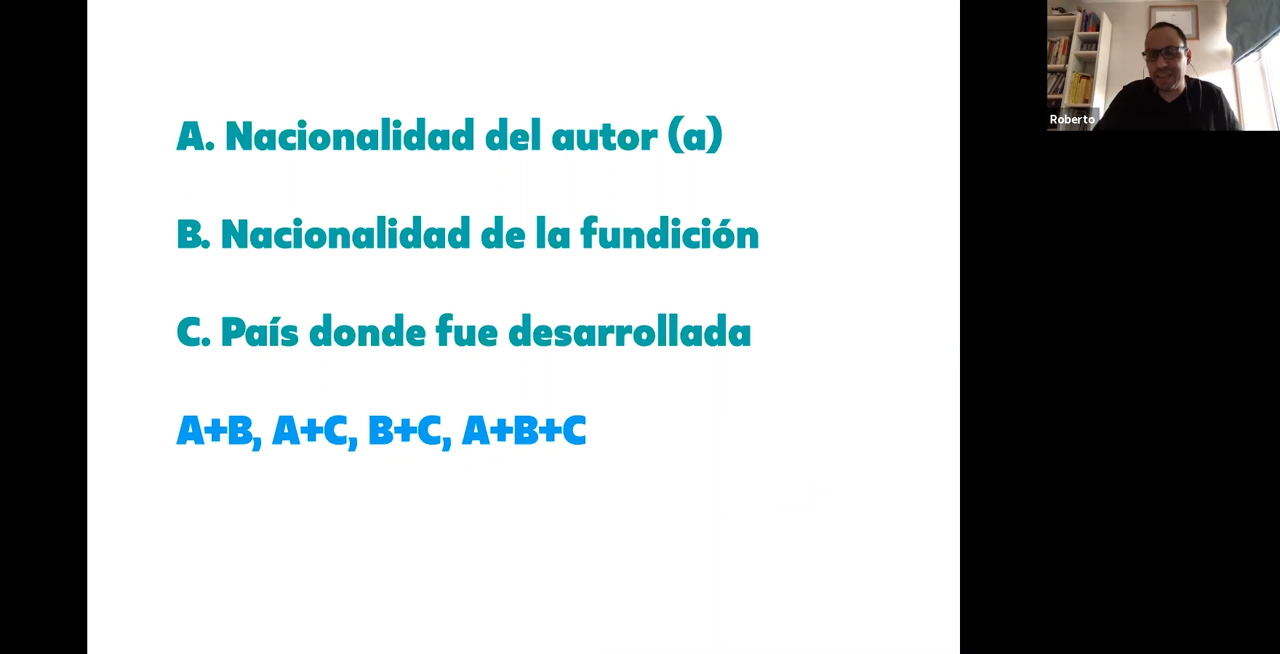 A. Nacionalidad del autor (a)
B. Nacionalidad de la fundición
C. País donde fue desarrollada
A+B, A+C, B+C, A+B+C
Roberto